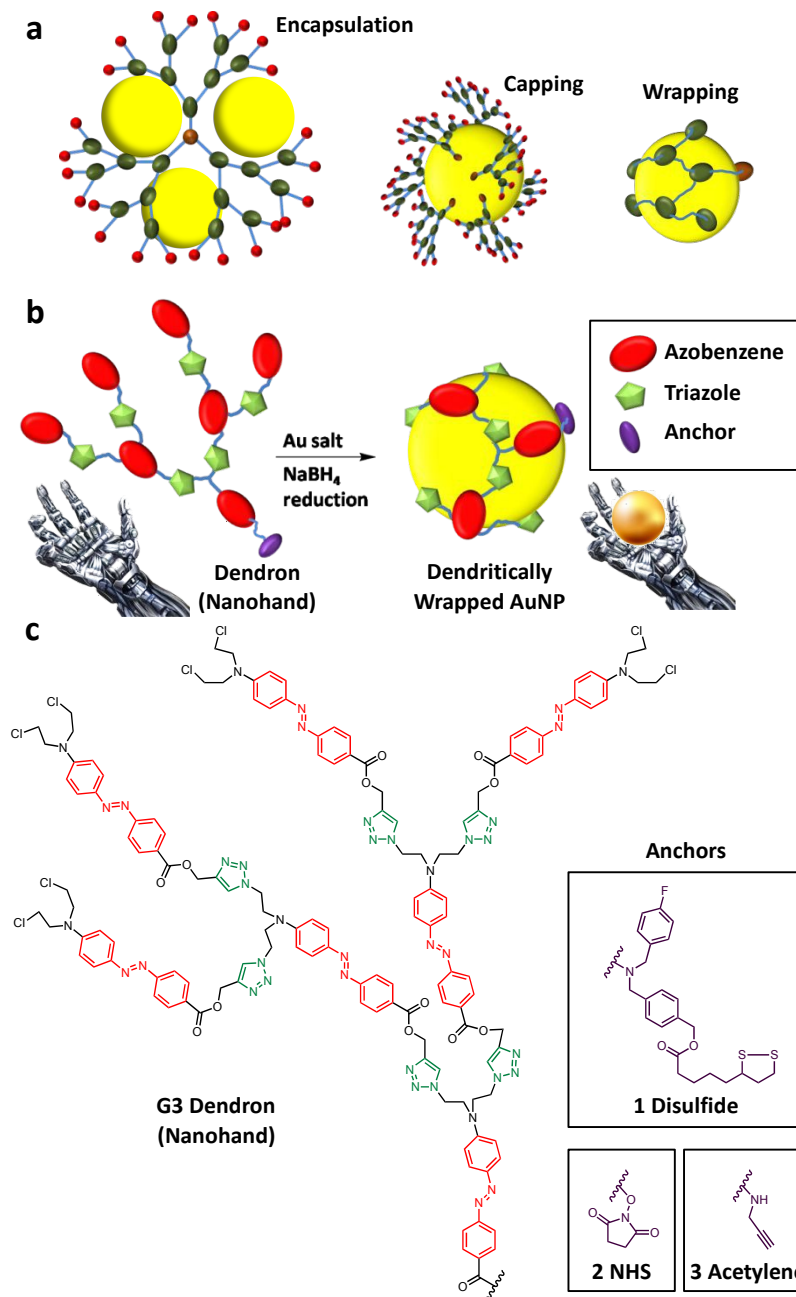 a
Encapsulation
Capping
Wrapping
b
Azobenzene
Triazole
Anchor
Au salt
NaBH4
reduction
Dendron
(Nanohand)
Dendritically
Wrapped AuNP
c
Cl
Cl
N
N
N
O
O
N
N
N
Cl
Cl
N
N
N
O
O
N
N
N
Cl
Cl
N
N
N
O
O
N
N
N
Cl
Cl
N
N
N
O
O
N
N
N
N
N
N
O
O
N
N
N
N
N
N
O
O
N
N
N
N
N
N
O
G3 Dendron
(Nanohand)
Anchors
F
N
O
O
S
S
1 Disulfide
O
N
O
O
2 NHS
NH
3 Acetylene